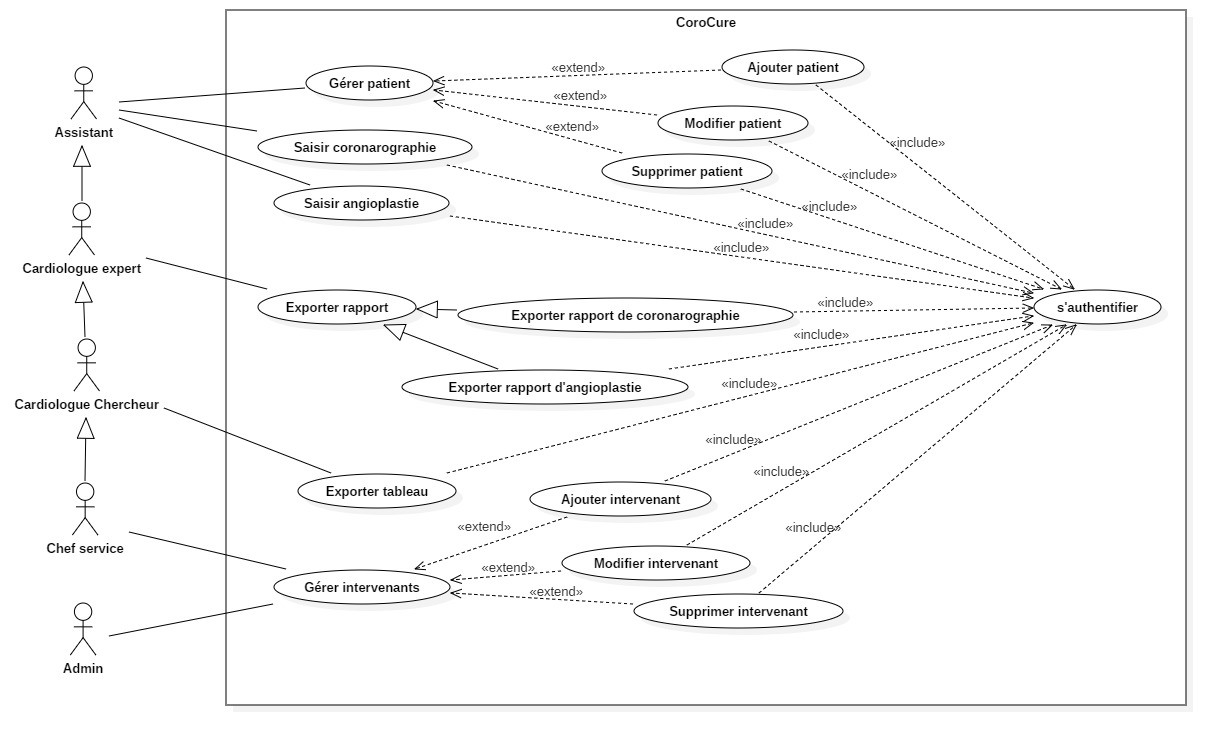 CoroCure
Ajouter patient
«extend»
Gérer patient
«extend»
Modifier patient
Assistant
«extend»
«include»
Saisir coronarographie
Supprimer patient
«include»
Saisir angioplastie
«include»
«include»
«include»
Cardiologue expert
Exporter rapport
Exporter rapport de coronarographie
«include»
s'authentifier
«include»
Exporter rapport d'angioplastie
«include»
Cardiologue Chercheur
«include»
«include»
Exporter tableau
Ajouter intervenant
«extend»
«include»
Chef service
Modifier intervenant
«extend»
Gérer intervenants
«extend»
Supprimer intervenant
Admin